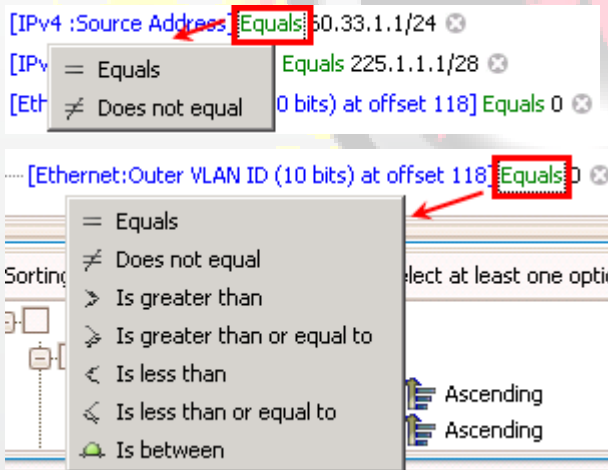 [IPv4 :Source Address] Equals 60.33.1.1/24
[IPv Equals 225.1.1.1/28
= Equals
[Eth 0 bits) at offset 118] Equals 0
≠ Does not equal
[Ethernet:Outer VLAN ID (10 bits) at offset 118] Equals 0
= Equals
≠ Does not equal
Sorting lect at least one opti
> Is greater than
≥ Is greater than or equal to
< Is less than
Ascending
≤ Is less than or equal to
Ascending
Is between